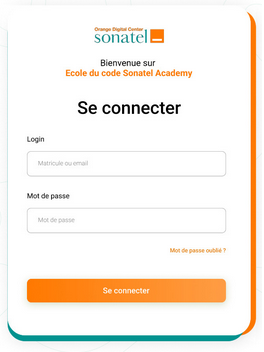 Orange Digital Center
sonatel
Bienvenue sur
Ecole du code Sonatel Academy
Se connecter
Login
Matricule ou email
Mot de passe
Mot de passe
Mot de passe oublié ?
Se connecter